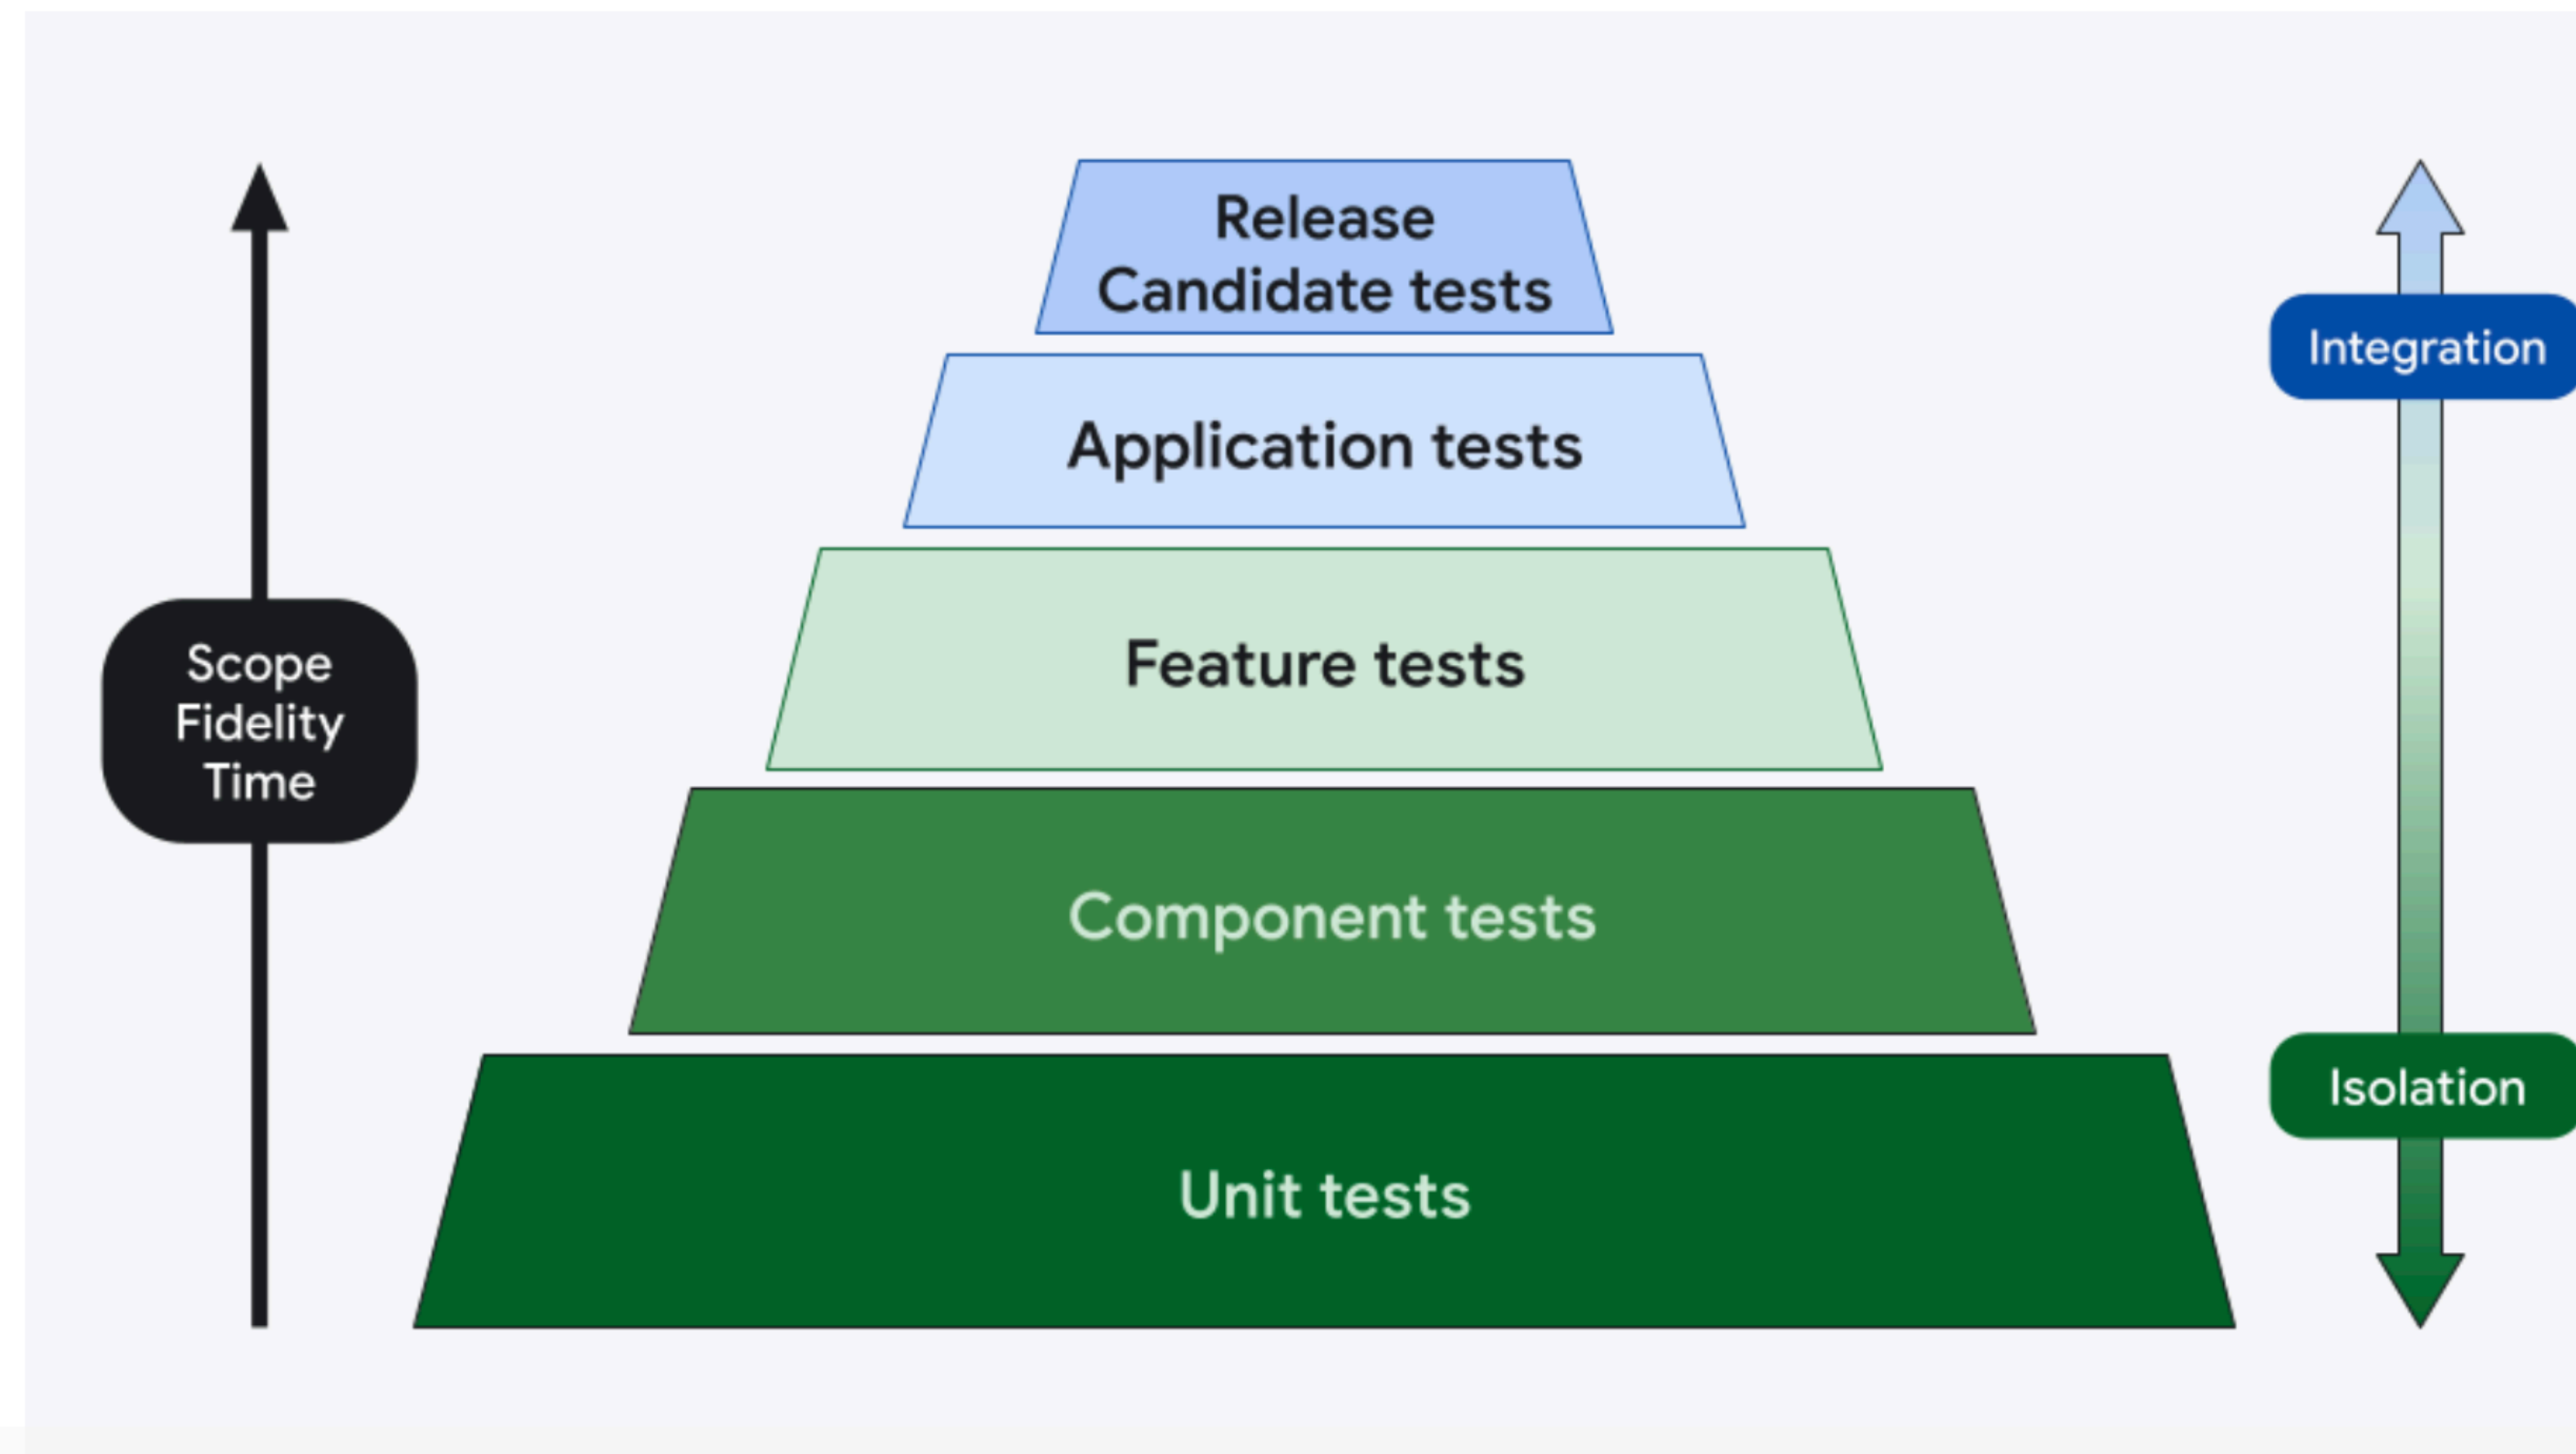 Release
Candidate tests
Integration
Application tests
Scope
Fidelity
Time
Feature tests
Component tests
Isolation
Unit tests